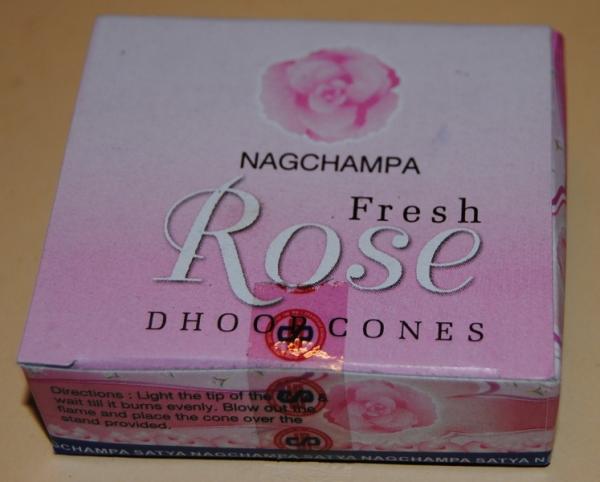 NAGCHAMPA
Fresh
Rose
DHOOP CONES
Directions : Light the tip of the
wait till it burns evenly. Blow out the
flame and place the cone over the
stand provided.
CHAMPA SATYA NAGCHAMPA SATYA NAGCHAMPA SATYA